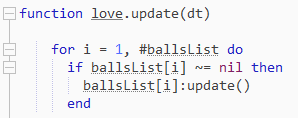 function love.update(dt)
for i = 1, #ballsList do
if ballsList[i] ~= nil then
ballsList[i]:update()
end